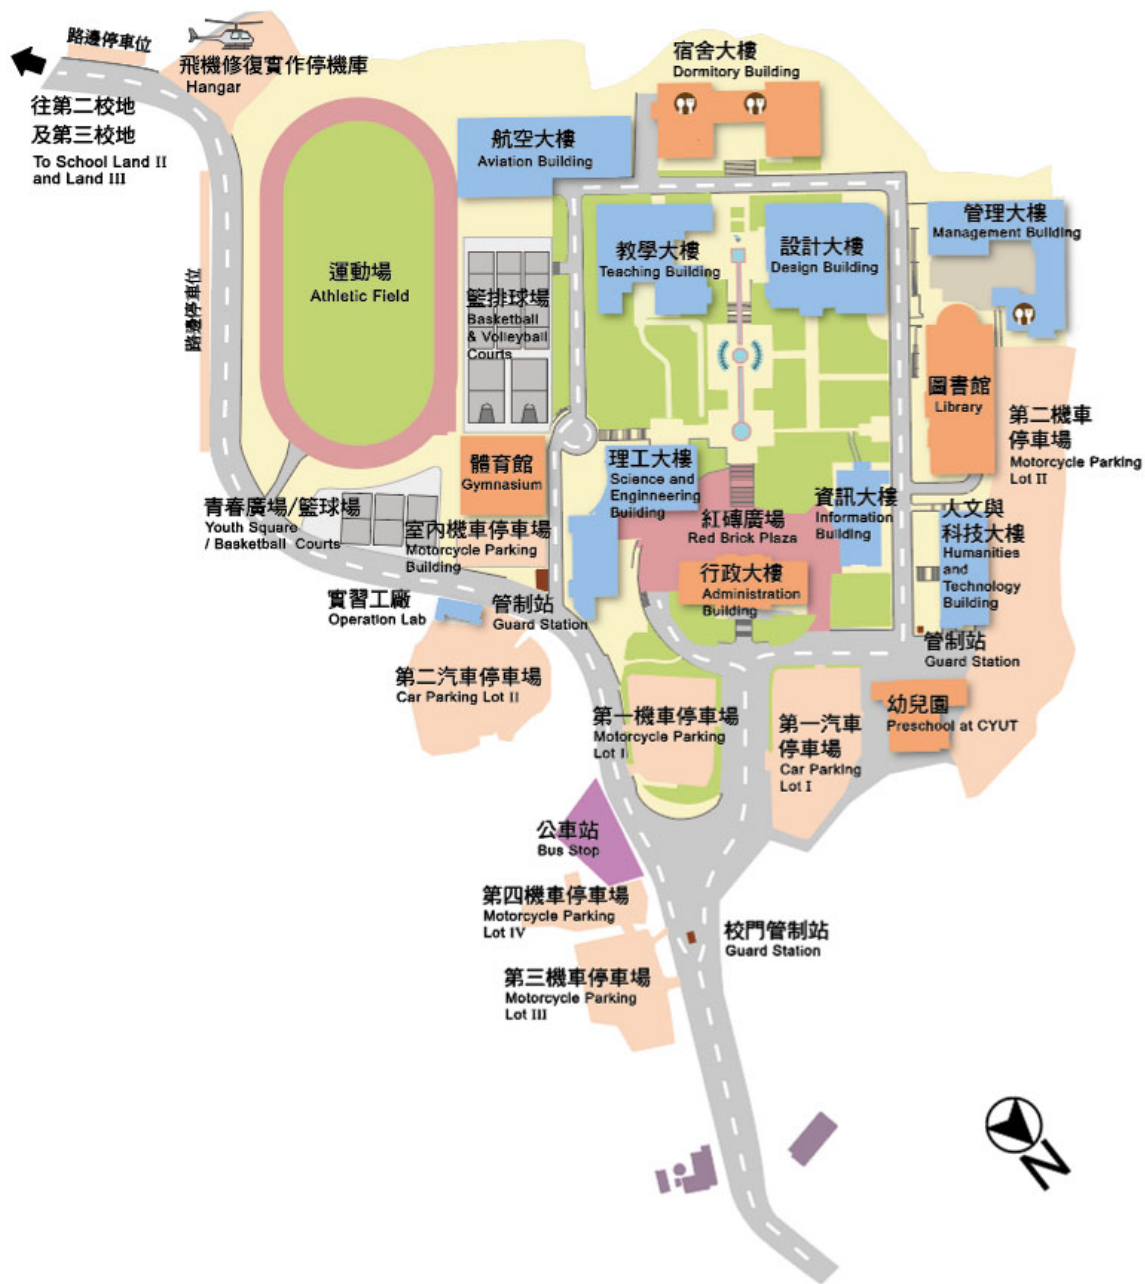 路邊停車位
飛機修復實作停機庫
Hangar
往第二校地
及第三校地
To School Land II
and Land III
宿舍大樓
Dormitory Building
航空大樓
Aviation Building
管理大樓
Management Building
教學大樓
Teaching Building
設計大樓
Design Building
運動場
Athletic Field
籃排球場
Basketball
& Volleyball
Courts
路邊停車位
圖書館
Library
第二機車
停車場
Motorcycle Parking
Lot II
體育館
Gymnasium
理工大樓
Science and
Enginneering
Building
資訊大樓
Information
Building
紅磚廣場
Red Brick Plaza
人文與
科技大樓
Humanities
and
Technology
Building
青春廣場/籃球場
Youth Square
/ Basketball Courts
室內機車停車場
Motorcycle Parking
Building
行政大樓
Administration
Building
實習工廠
Operation Lab
管制站
Guard Station
管制站
Guard Station
第二汽車停車場
Car Parking Lot II
第一機車停車場
Motorcycle Parking
Lot I
第一汽車
停車場
Car Parking
Lot I
幼兒園
Preschool at CYUT
公車站
Bus Stop
第四機車停車場
Motorcycle Parking
Lot IV
校門管制站
Guard Station
第三機車停車場
Motorcycle Parking
Lot III
N